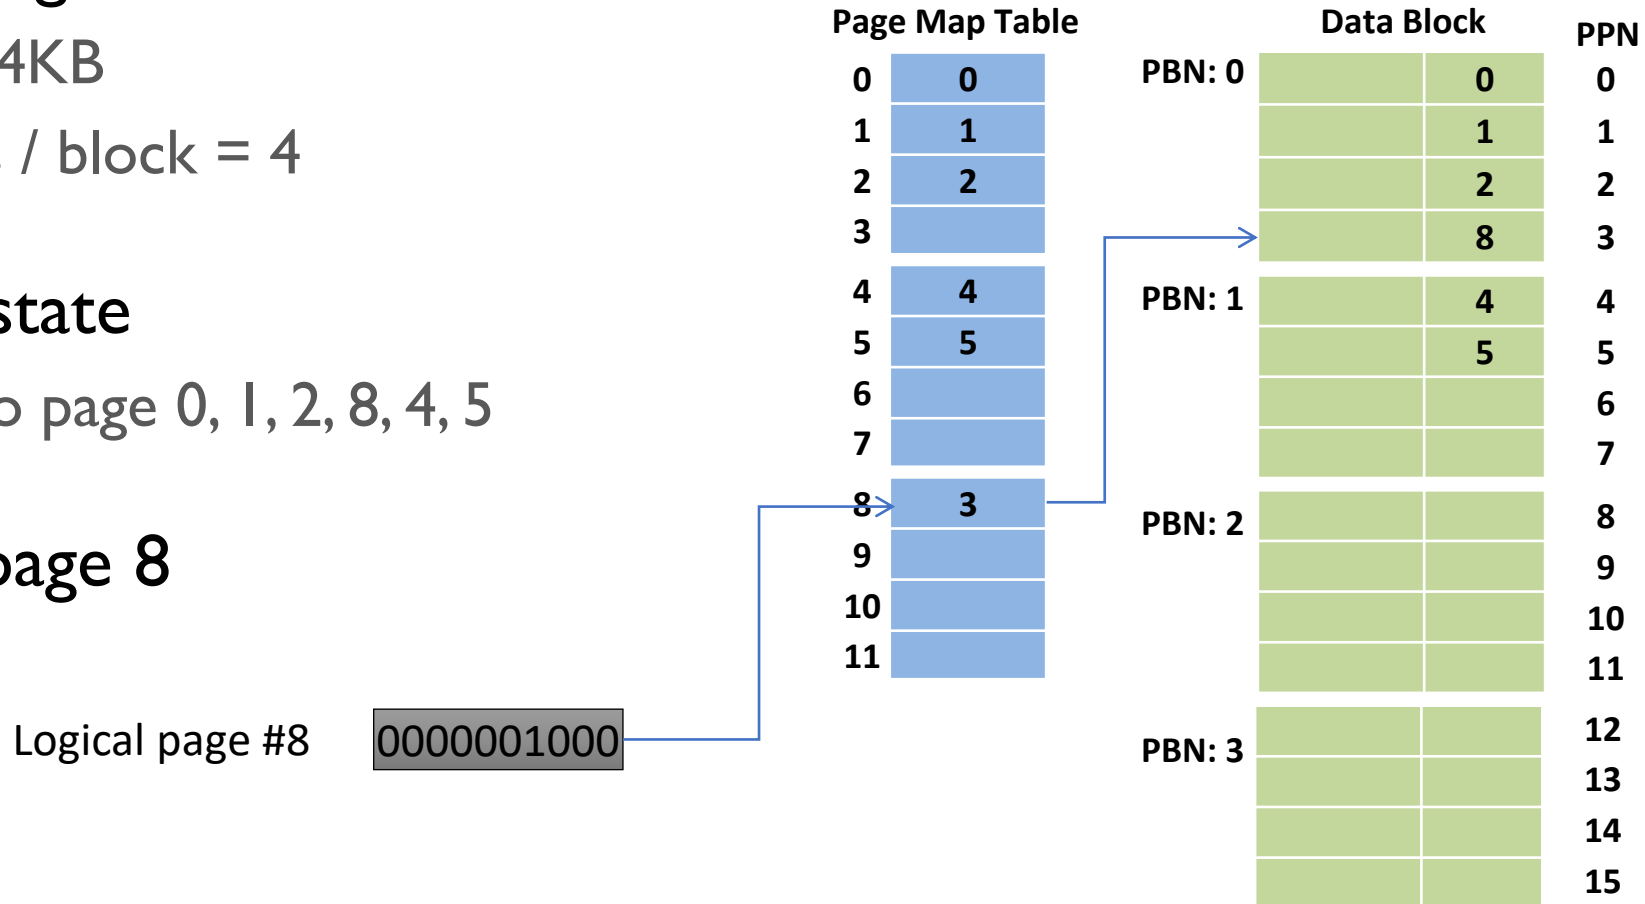 4KB
/ block = 4
state
page 0, 1, 2, 8, 4, 5
page 8
Logical page #8 0000001000
Page Map Table
0 0
1 1
2 2
3
4 4
5 5
6
7
8 3
9
10
11
Data Block PPN
PBN: 0 0 0
1 1
2 2
8 3
PBN: 1 4 4
5 5
6
7
PBN: 2 8
9
10
11
PBN: 3 12
13
14
15